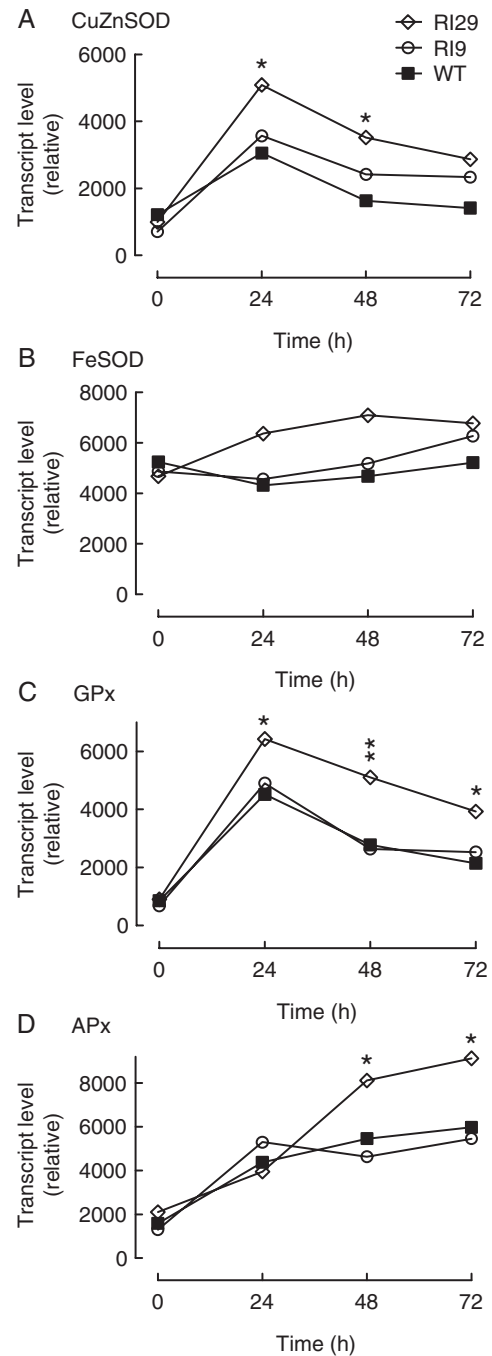 A CuZnSOD
RI29
RI9
WT
Transcript level
(relative)
6000
4000
2000
0
*
*
0 24 48 72
Time (h)
B FeSOD
Transcript level
(relative)
8000
6000
4000
2000
0
0 24 48 72
Time (h)
C GPx
Transcript level
(relative)
6000
4000
2000
0
*
**
*
0 24 48 72
Time (h)
D APx
Transcript level
(relative)
8000
6000
4000
2000
0
*
*
0 24 48 72
Time (h)